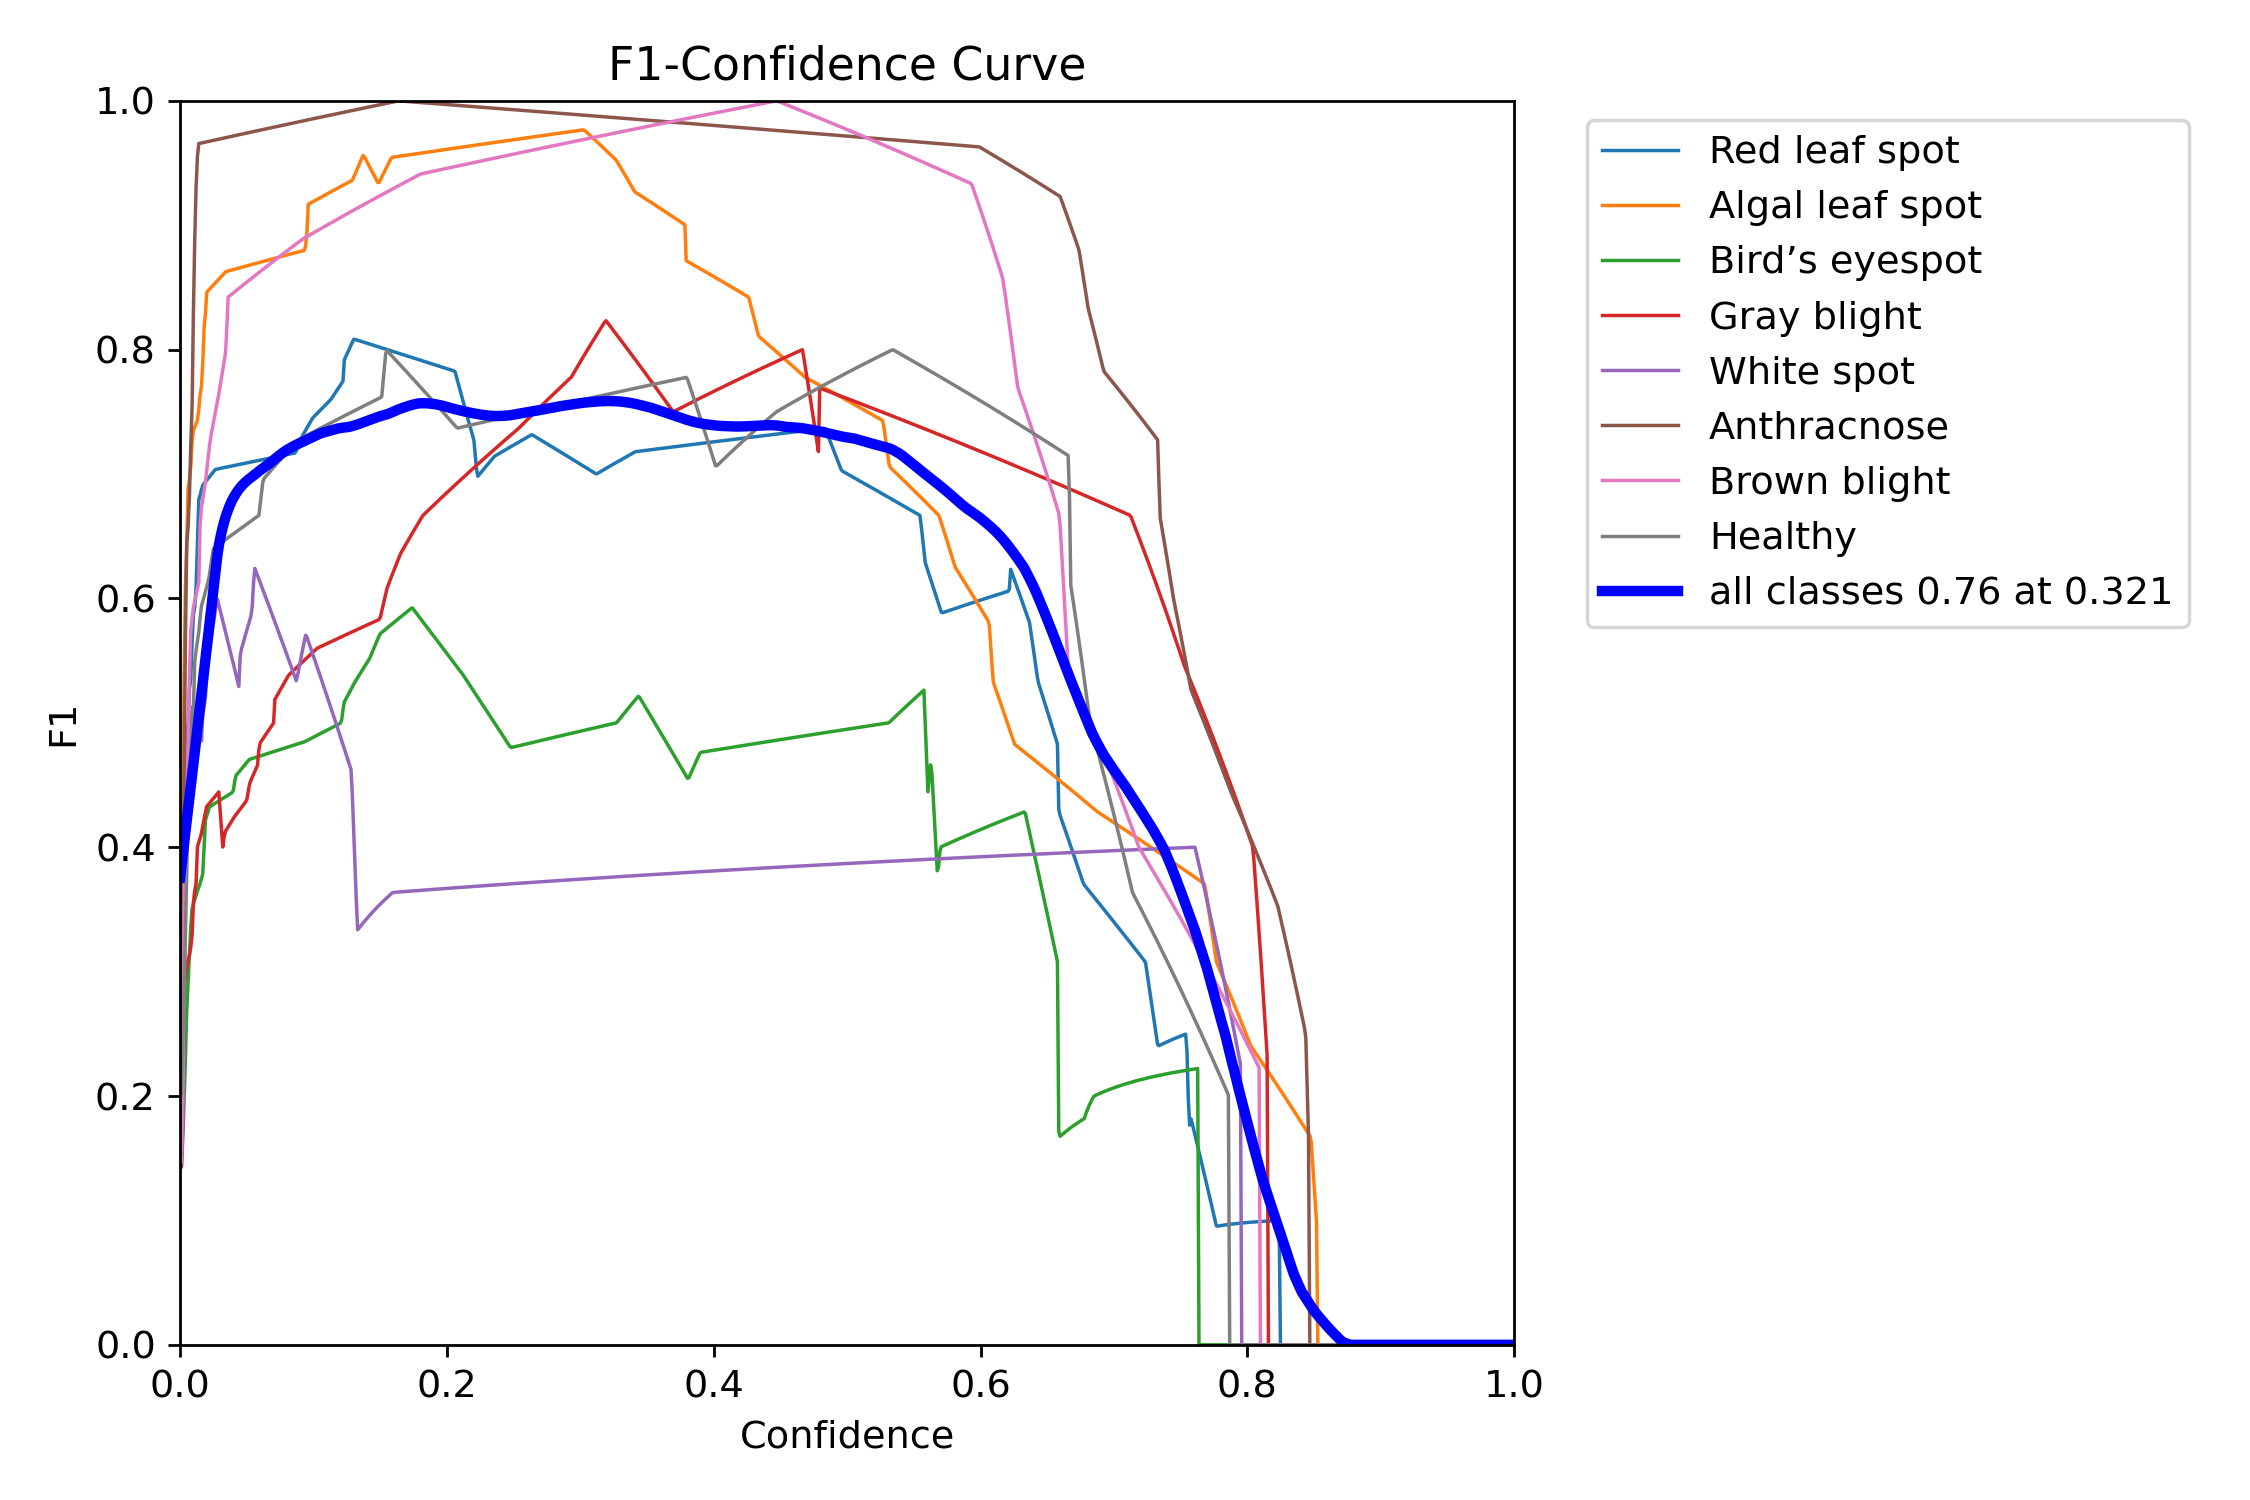 F1-Confidence Curve
1.0
0.8
0.6
0.4
0.2
0.0
F1
0.0 0.2 0.4 0.6 0.8 1.0
Confidence
Red leaf spot
Algal leaf spot
Bird’s eyespot
Gray blight
White spot
Anthracnose
Brown blight
Healthy
all classes 0.76 at 0.321